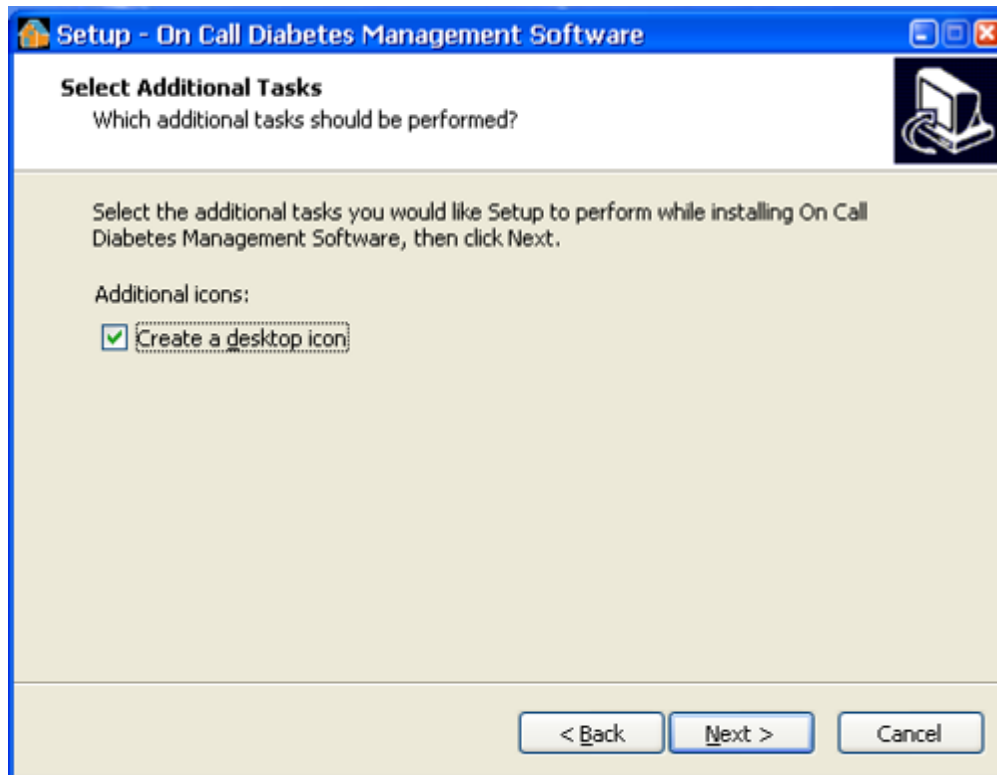 Setup - On Call Diabetes Management Software
Select Additional Tasks
Which additional tasks should be performed?
Select the additional tasks you would like Setup to perform while installing On Call
Diabetes Management Software, then click Next.
Additional icons:
Create a desktop icon
< Back
Next >
Cancel